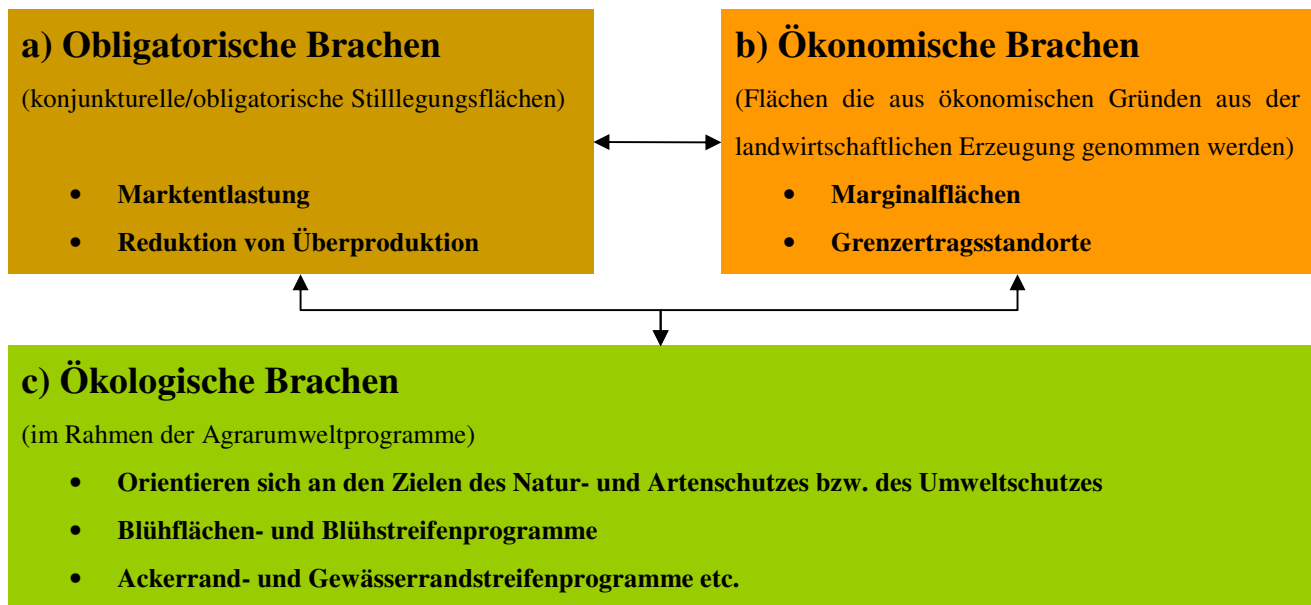 a) Obligatorische Brachen
(konjunkturelle/obligatorische Stilllegungsflächen)
• Marktentlastung
• Reduktion von Überproduktion
b) Ökonomische Brachen
(Flächen die aus ökonomischen Gründen aus der
landwirtschaftlichen Erzeugung genommen werden)
• Marginalflächen
• Grenzertragsstandorte
c) Ökologische Brachen
(im Rahmen der Agrarumweltprogramme)
• Orientieren sich an den Zielen des Natur- und Artenschutzes bzw. des Umweltschutzes
• Blühflächen- und Blühstreifenprogramme
• Ackerrand- und Gewässerrandstreifenprogramme etc.